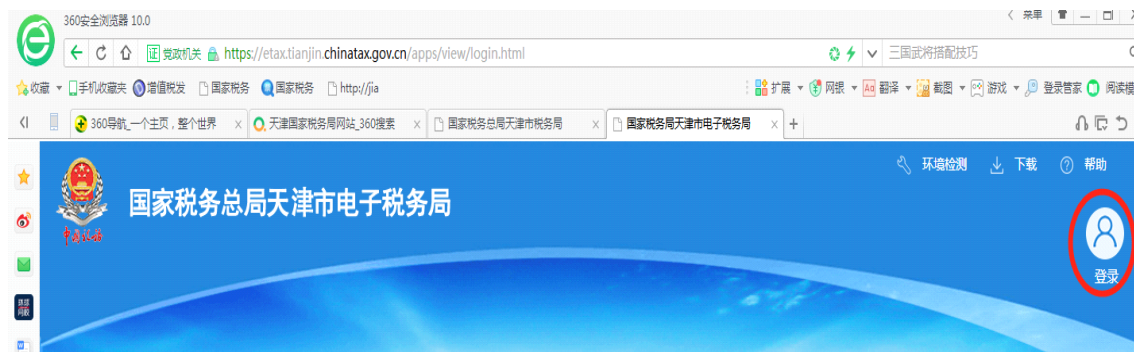 360安全浏览器 10.0
菜单
证 党政机关 https://etax.tianjin.chinatax.gov.cn/apps/view/login.html
三国武将搭配技巧
收藏 手机收藏夹 增值税发 国家税务 国家税务 http://jia
扩展 网银 翻译 截图 游戏 登录管家 阅读模
360导航_一个主页，整个世界 天津国家税务局网站_360搜索 国家税务总局天津市税务局 国家税务局天津市电子税务局
环境检测 下载 帮助
国家税务总局天津市电子税务局
中国税务
登录